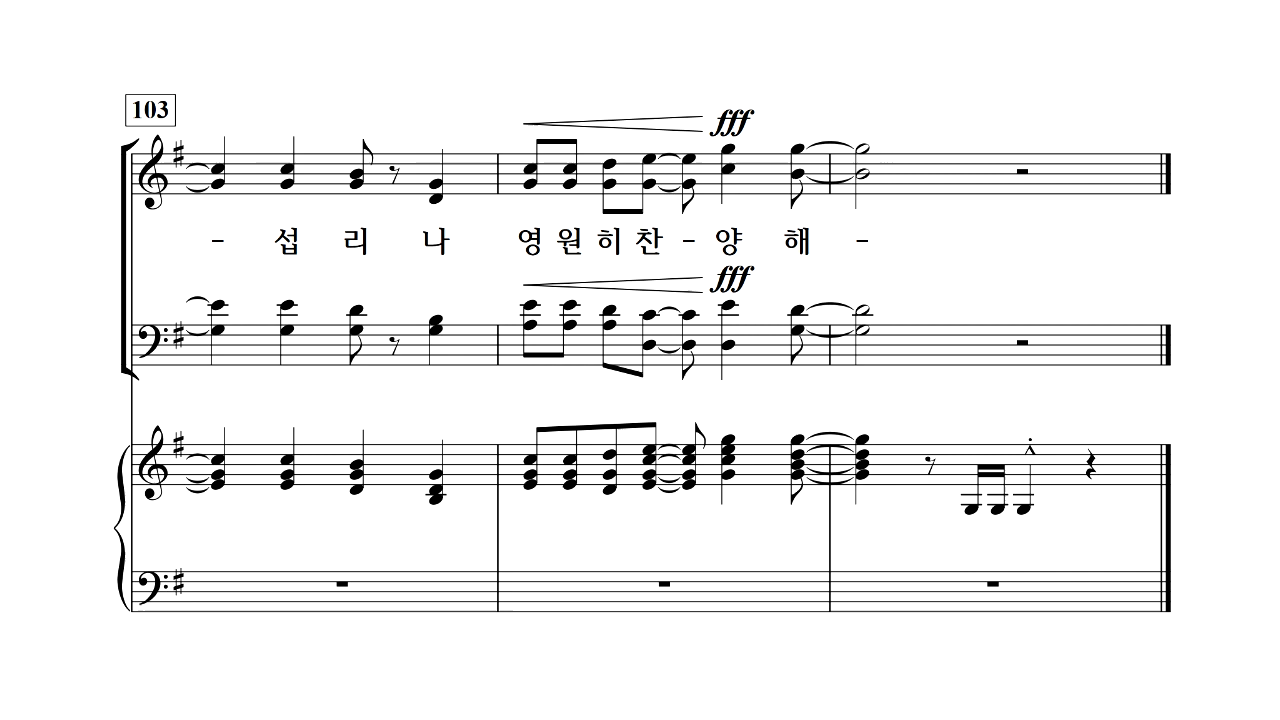 103
fff
- 섭 리 나 영 원 히 찬 - 양 해 -
fff